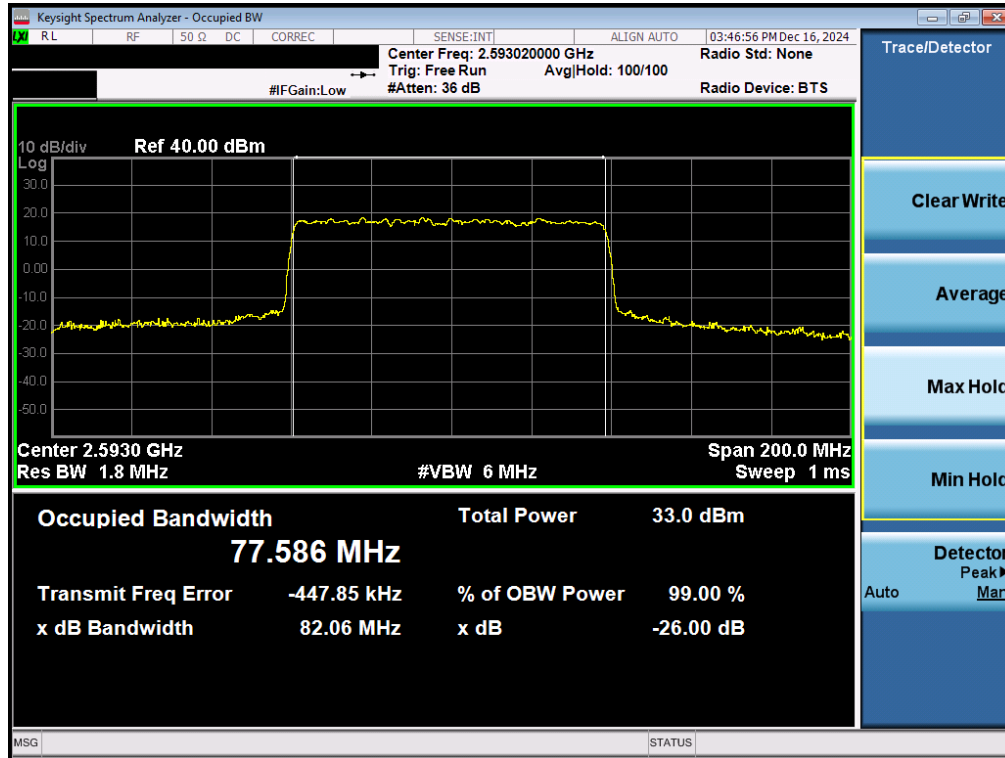 Keysight Spectrum Analyzer - Occupied BW
LXI RL RF 50 Ω DC CORREC SENSE:INT ALIGN AUTO 03:46:56 PM Dec 16, 2024
Center Freq: 2.593020000 GHz Radio Std: None
Trig: Free Run Avg|Hold: 100/100
#IFGain:Low #Atten: 36 dB Radio Device: BTS
Trace/Detector
10 dB/div Ref 40.00 dBm
Log
30.0
20.0
10.0
0.00
-10.0
-20.0
-30.0
-40.0
-50.0
Center 2.5930 GHz Span 200.0 MHz
Res BW 1.8 MHz #VBW 6 MHz Sweep 1 ms
Occupied Bandwidth Total Power 33.0 dBm
77.586 MHz
Transmit Freq Error -447.85 kHz % of OBW Power 99.00 %
x dB Bandwidth 82.06 MHz x dB -26.00 dB
Clear Write
Average
Max Hold
Min Hold
Detector
Peak
Auto Man
MSG STATUS